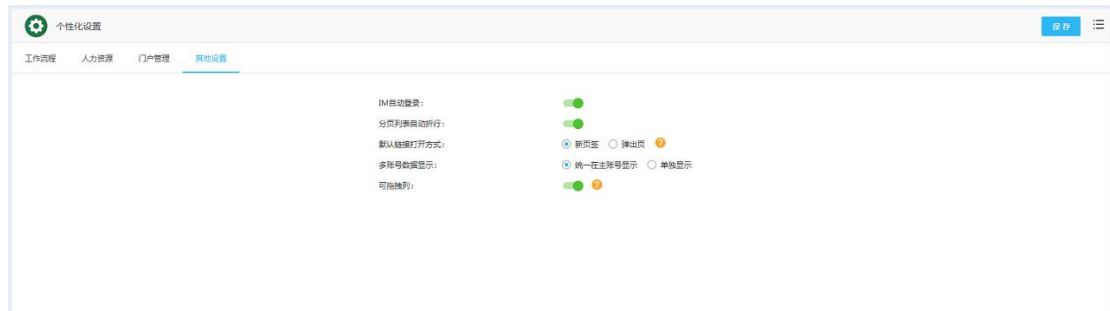 个性化设置 保存
工作流程 人力资源 门户管理 其他设置
IM自动登录：
分页列表自动折行：
默认链接打开方式： 新页签 弹出页 ?
多账号数据显示： 统一在主账号显示 单独显示
可拖拽列： ?